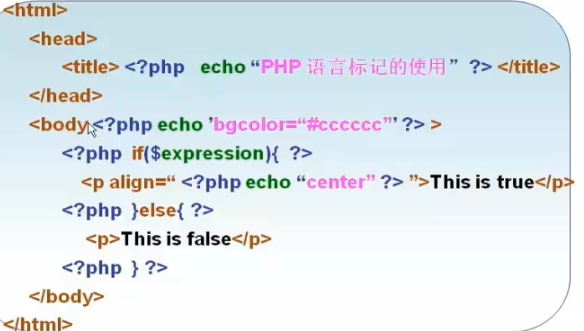 <html>
<head>
<title> <?php echo “PHP 语言标记的使用” ?> </title>
</head>
<body <?php echo ’bgcolor=“#cccccc”’ ?> >
<?php if($expression){ ?>
<p align=“ <?php echo “center” ?> ”>This is true</p>
<?php }else{ ?>
<p>This is false</p>
<?php } ?>
</body>
</html>